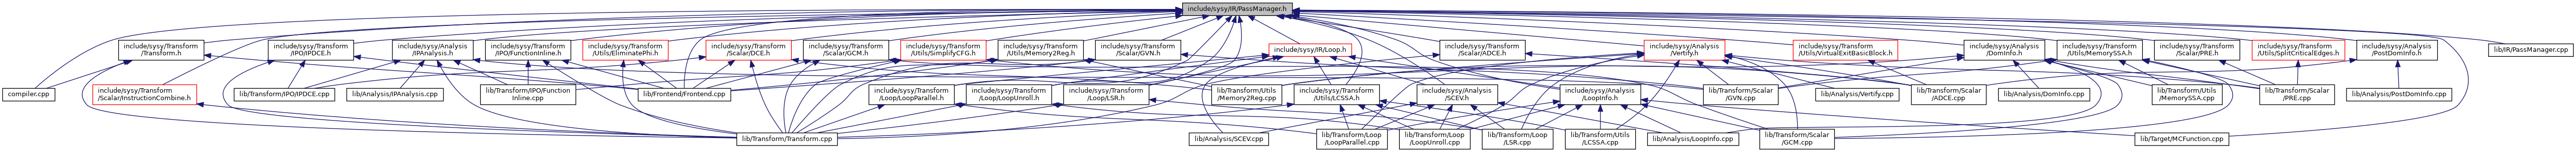 include/sysy/IR/PassManager.h
include/sysy/Transform
/Transform.h
include/sysy/Transform
/IPO/IPDCE.h
include/sysy/Analysis
/IPAnalysis.h
include/sysy/Transform
/IPO/FunctionInline.h
include/sysy/Transform
/Utils/EliminatePhi.h
include/sysy/Transform
/Scalar/DCE.h
include/sysy/Transform
/Scalar/GCM.h
include/sysy/Transform
/Utils/SimplifyCFG.h
include/sysy/Transform
/Utils/Memory2Reg.h
include/sysy/Transform
/Scalar/GVN.h
include/sysy/IR/Loop.h
include/sysy/Transform
/Scalar/ADCE.h
include/sysy/Analysis
/Vertify.h
include/sysy/Transform
/Utils/VirtualExitBasicBlock.h
include/sysy/Analysis
/DomInfo.h
include/sysy/Transform
/Utils/MemorySSA.h
include/sysy/Transform
/Scalar/PRE.h
include/sysy/Transform
/Utils/SplitCriticalEdges.h
include/sysy/Analysis
/PostDomInfo.h
lib/IR/PassManager.cpp
compiler.cpp
include/sysy/Transform
/Scalar/InstructionCombine.h
lib/Transform/IPO/IPDCE.cpp
lib/Analysis/IPAnalysis.cpp
lib/Transform/IPO/Function
Inline.cpp
lib/Frontend/Frontend.cpp
include/sysy/Transform
/Loop/LoopParallel.h
include/sysy/Transform
/Loop/LoopUnroll.h
include/sysy/Transform
/Loop/LSR.h
lib/Transform/Utils
/Memory2Reg.cpp
include/sysy/Transform
/Utils/LCSSA.h
include/sysy/Analysis
/SCEV.h
include/sysy/Analysis
/LoopInfo.h
lib/Transform/Scalar
/GVN.cpp
lib/Analysis/Vertify.cpp
lib/Transform/Scalar
/ADCE.cpp
lib/Analysis/DomInfo.cpp
lib/Transform/Utils
/MemorySSA.cpp
lib/Transform/Scalar
/PRE.cpp
lib/Analysis/PostDomInfo.cpp
lib/Transform/Transform.cpp
lib/Analysis/SCEV.cpp
lib/Transform/Loop
/LoopParallel.cpp
lib/Transform/Loop
/LoopUnroll.cpp
lib/Transform/Loop
/LSR.cpp
lib/Transform/Utils
/LCSSA.cpp
lib/Analysis/LoopInfo.cpp
lib/Transform/Scalar
/GCM.cpp
lib/Target/MCFunction.cpp